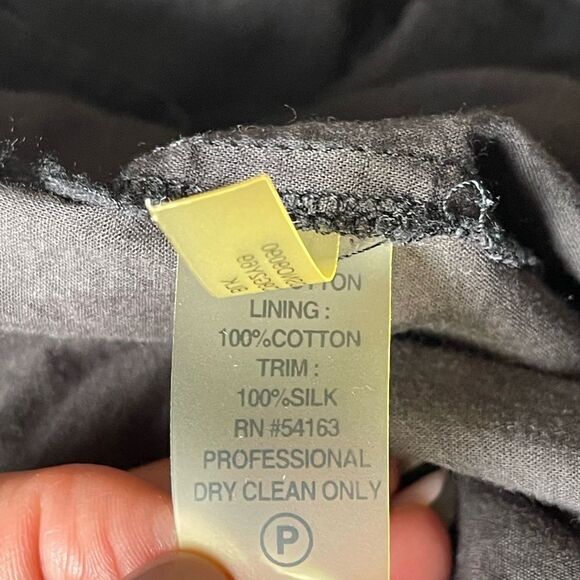 LINING :
100%COTTON
TRIM :
100%SILK
RN #54163
PROFESSIONAL
DRY CLEAN ONLY
P